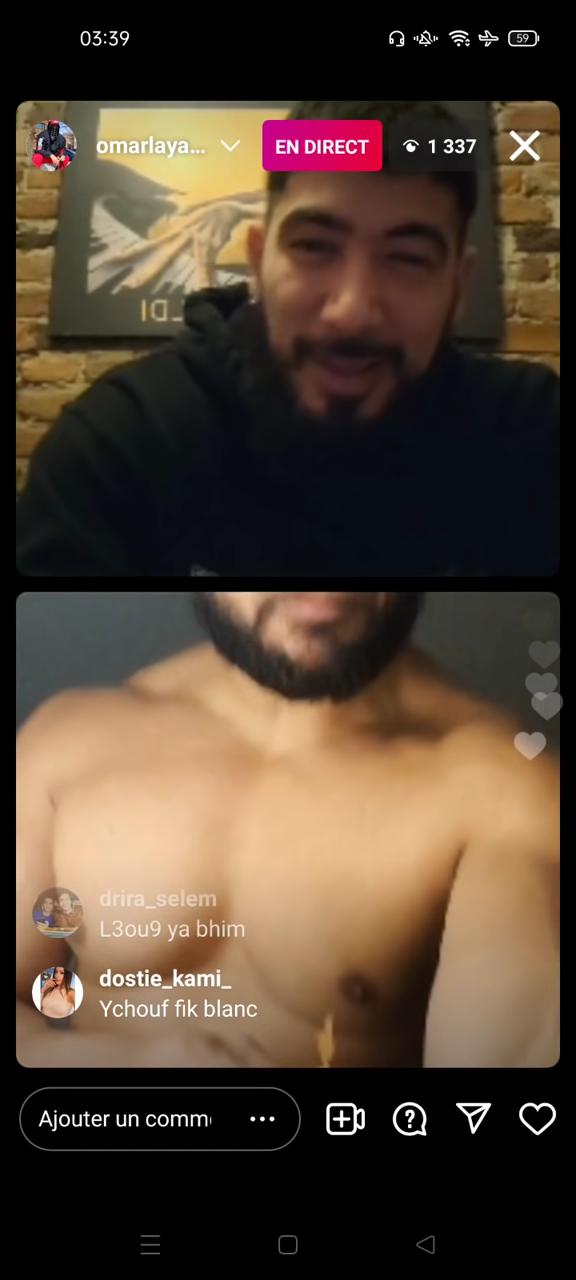 03:39
59
omarlaya...
EN DIRECT
1 337
drira_selem
L3ou9 ya bhim
dostie_kami_
Ychouf fik blanc
Ajouter un comm